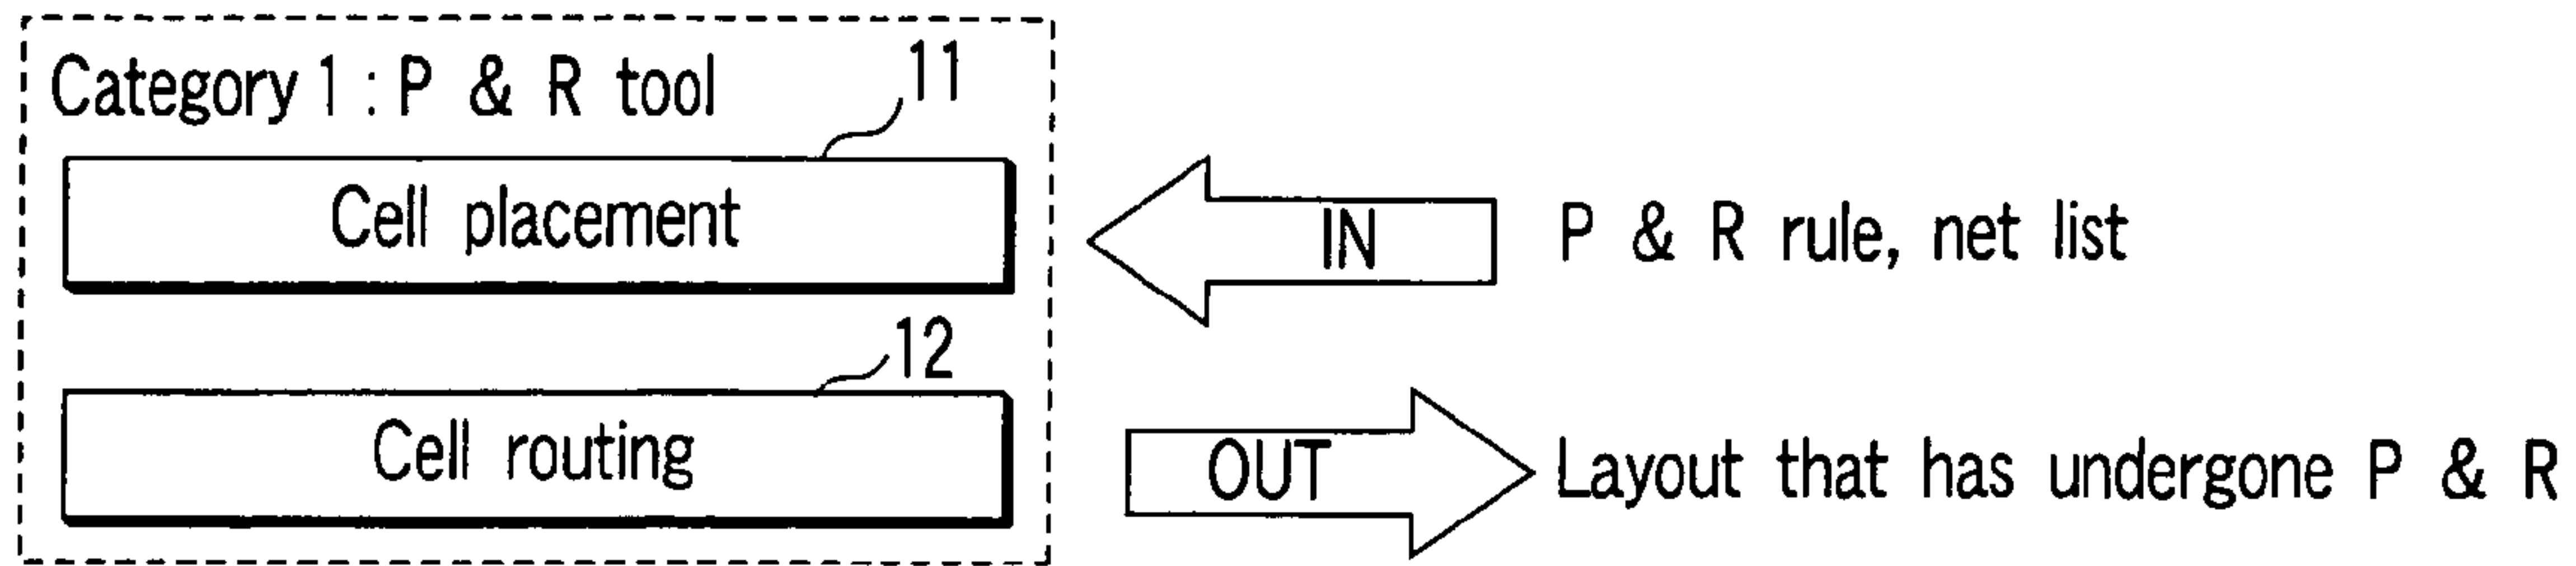 Category 1 : P & R tool
11
Cell placement
IN
P & R rule, net list
12
Cell routing
OUT
Layout that has undergone P & R